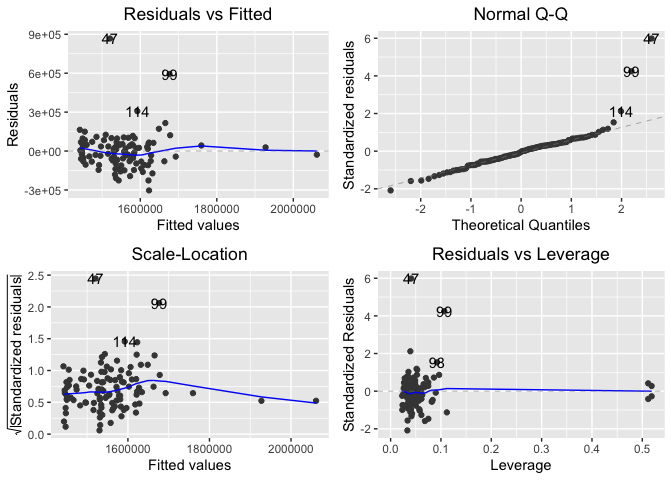 Residuals vs Fitted
Residuals
9e+05
6e+05
3e+05
0e+00
-3e+05
47
99
114
1600000 1800000 2000000
Fitted values
Normal Q-Q
Standardized residuals
6
4
2
0
-2
47
99
114
-2 -1 0 1 2
Theoretical Quantiles
Scale-Location
√|Standardized residuals|
2.5
2.0
1.5
1.0
0.5
0.0
47
99
114
1600000 1800000 2000000
Fitted values
Residuals vs Leverage
Standardized Residuals
6
4
2
0
-2
47
99
98
0.0 0.1 0.2 0.3 0.4 0.5
Leverage